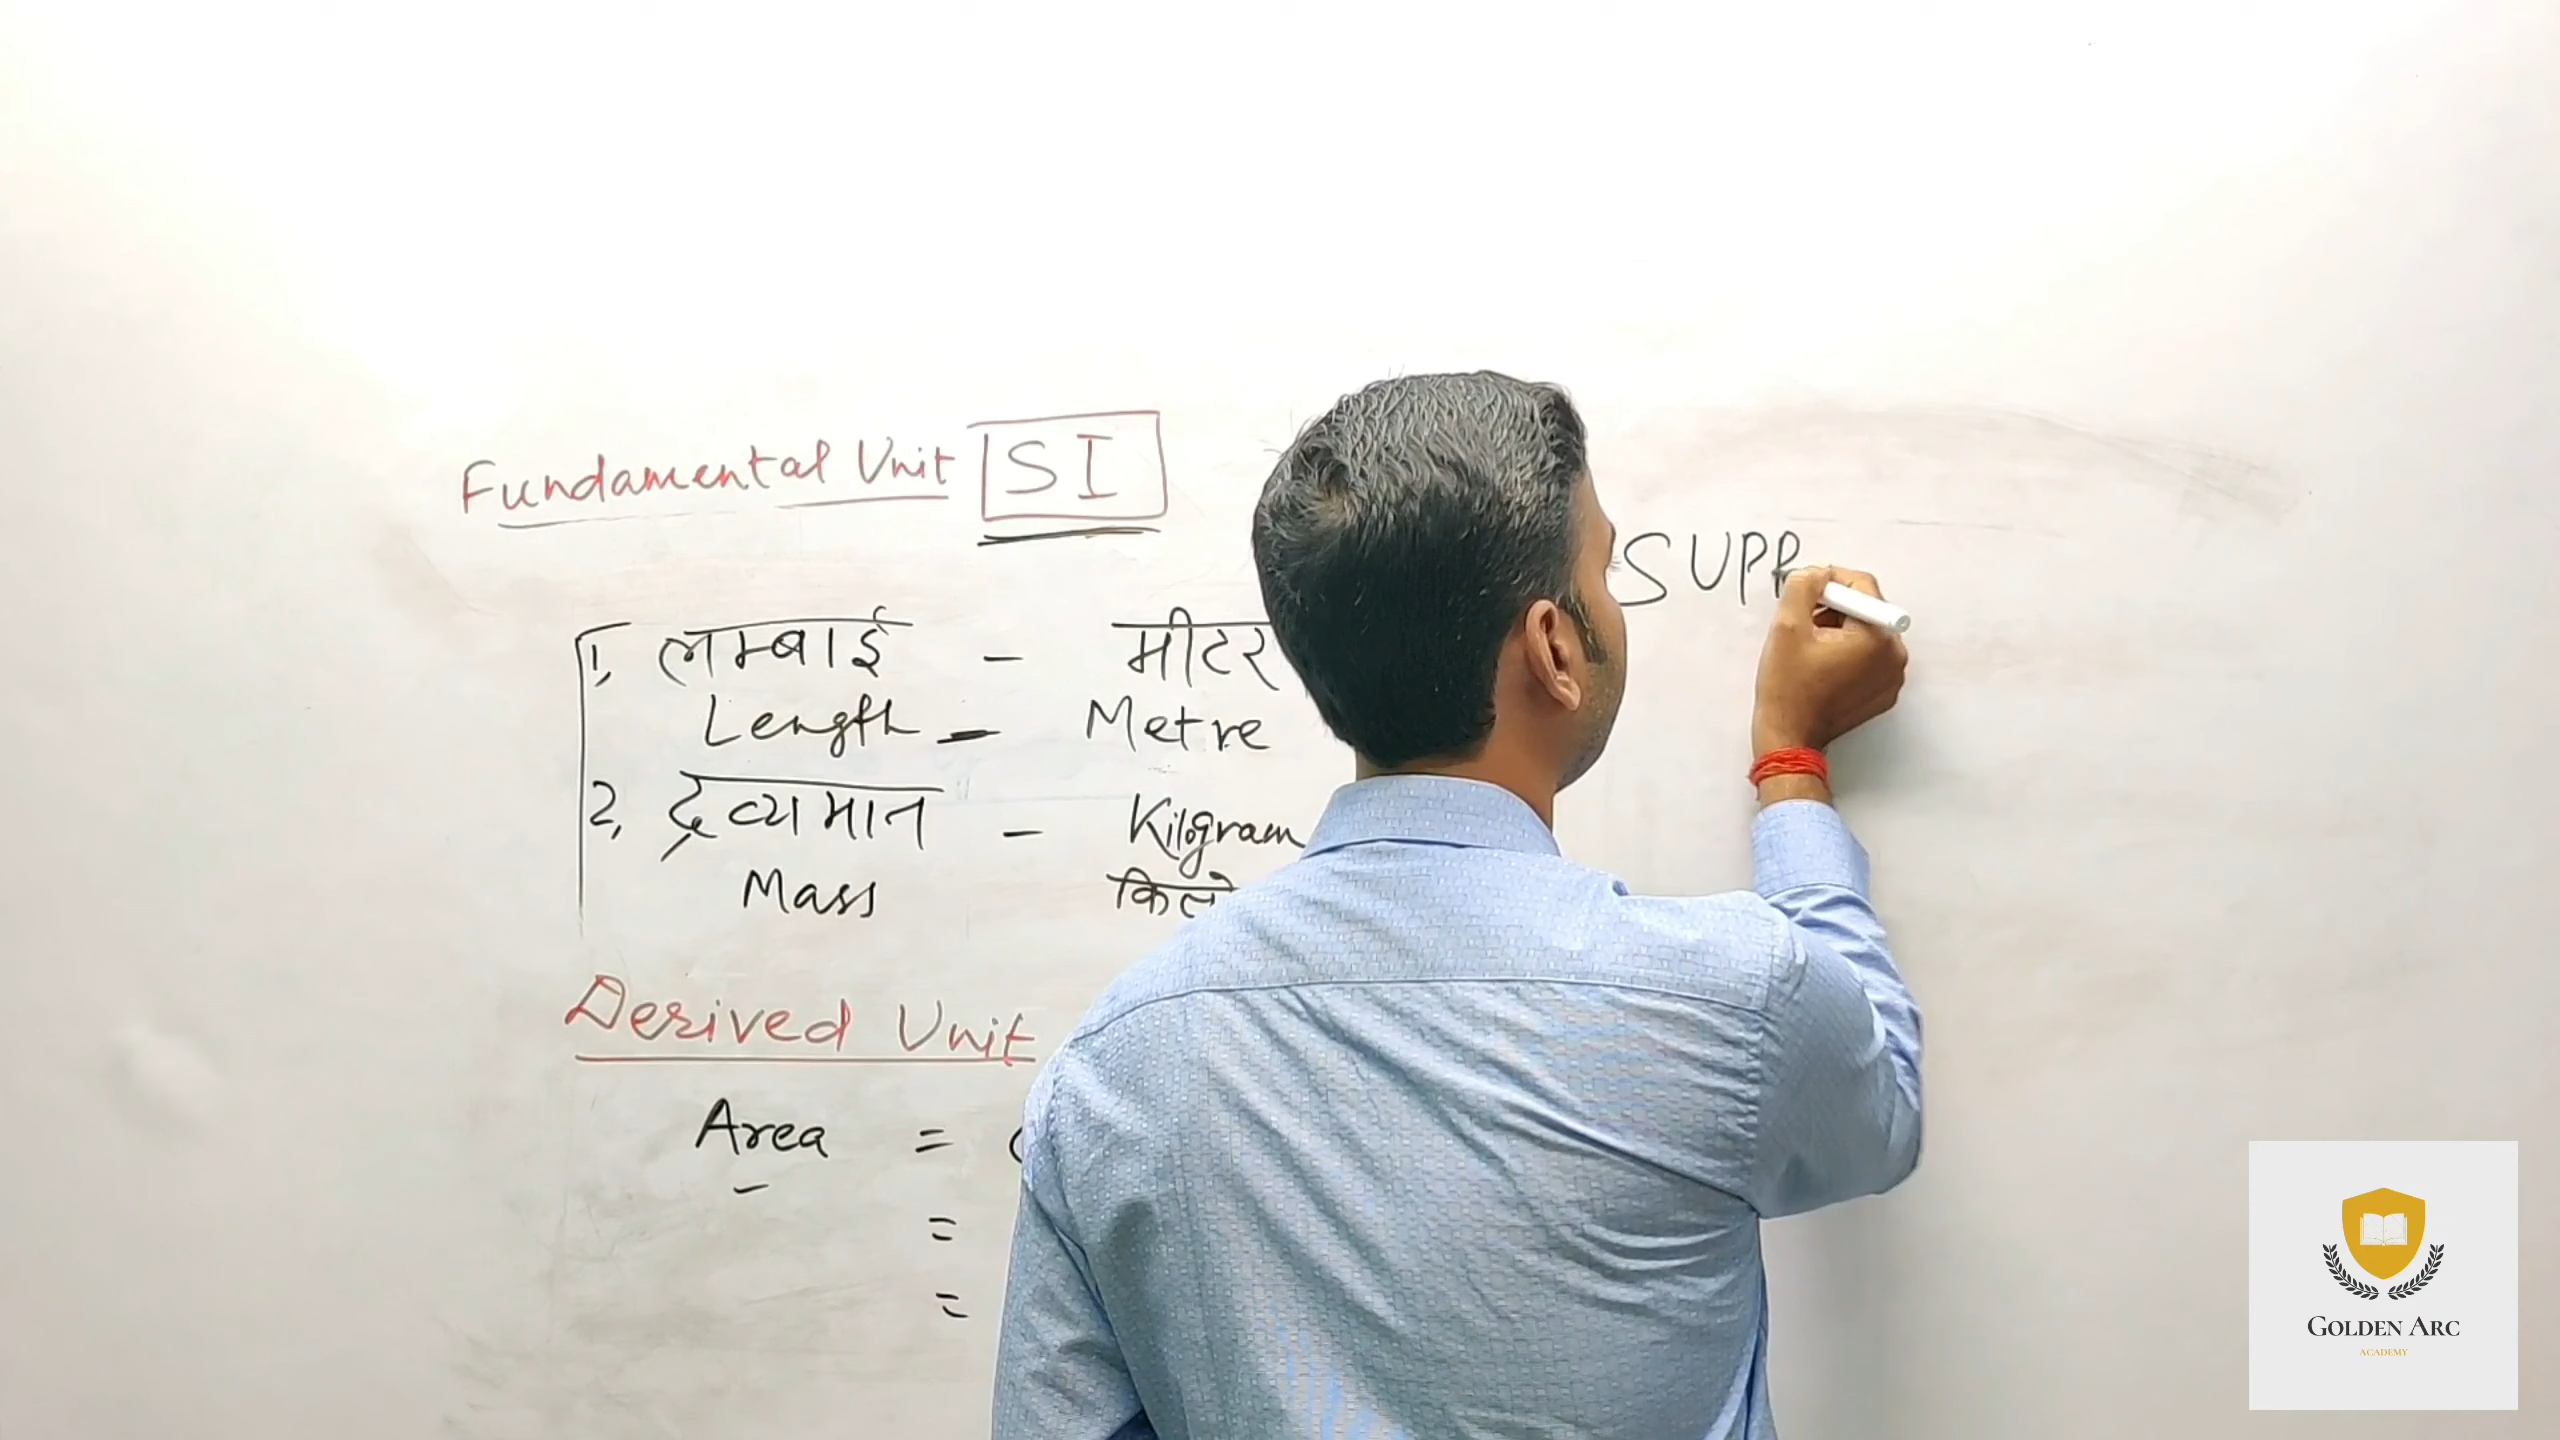 Fundamental Unit SI
SUPP
1. लम्बाई - मीटर
Length - Metre
2. द्रव्यमान - Kilogram
Mass किलो
Derived Unit
Area =
=
=
GOLDEN ARC
ACADEMY